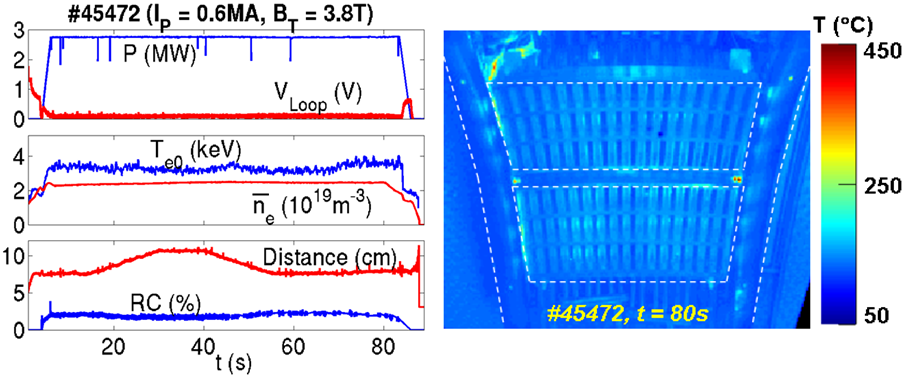 #45472 (I_P = 0.6MA, B_T = 3.8T)
3
2
1
0
P (MW)
V_Loop (V)
4
2
0
T_e0 (keV)
n̅_e (10^19 m^-3)
10
5
0
Distance (cm)
RC (%)
0 20 40 60 80
t (s)
#45472, t = 80s
T (°C)
450
250
50